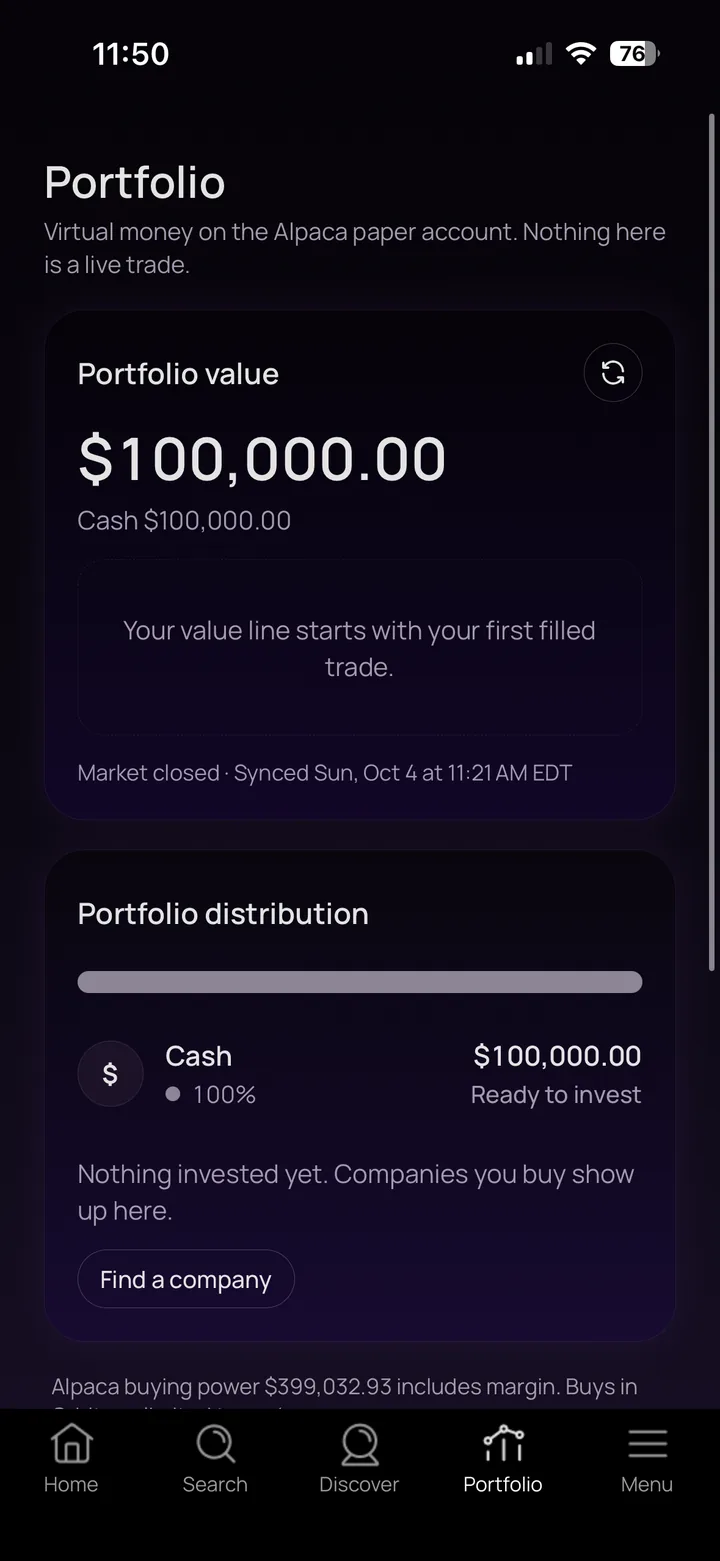 11:50
76
Portfolio
Virtual money on the Alpaca paper account. Nothing here
is a live trade.
Portfolio value
$100,000.00
Cash $100,000.00
Your value line starts with your first filled
trade.
Market closed · Synced Sun, Oct 4 at 11:21 AM EDT
Portfolio distribution
$
Cash
$100,000.00
100%
Ready to invest
Nothing invested yet. Companies you buy show
up here.
Find a company
Alpaca buying power $399,032.93 includes margin. Buys in
Home
Search
Discover
Portfolio
Menu